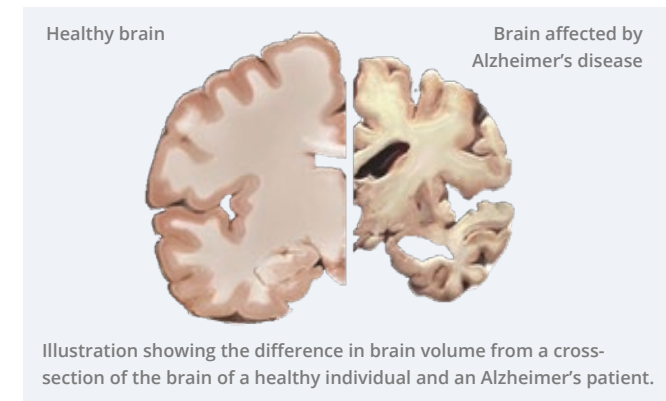 Healthy brain
Brain affected by
Alzheimer’s disease
Illustration showing the difference in brain volume from a cross-
section of the brain of a healthy individual and an Alzheimer’s patient.